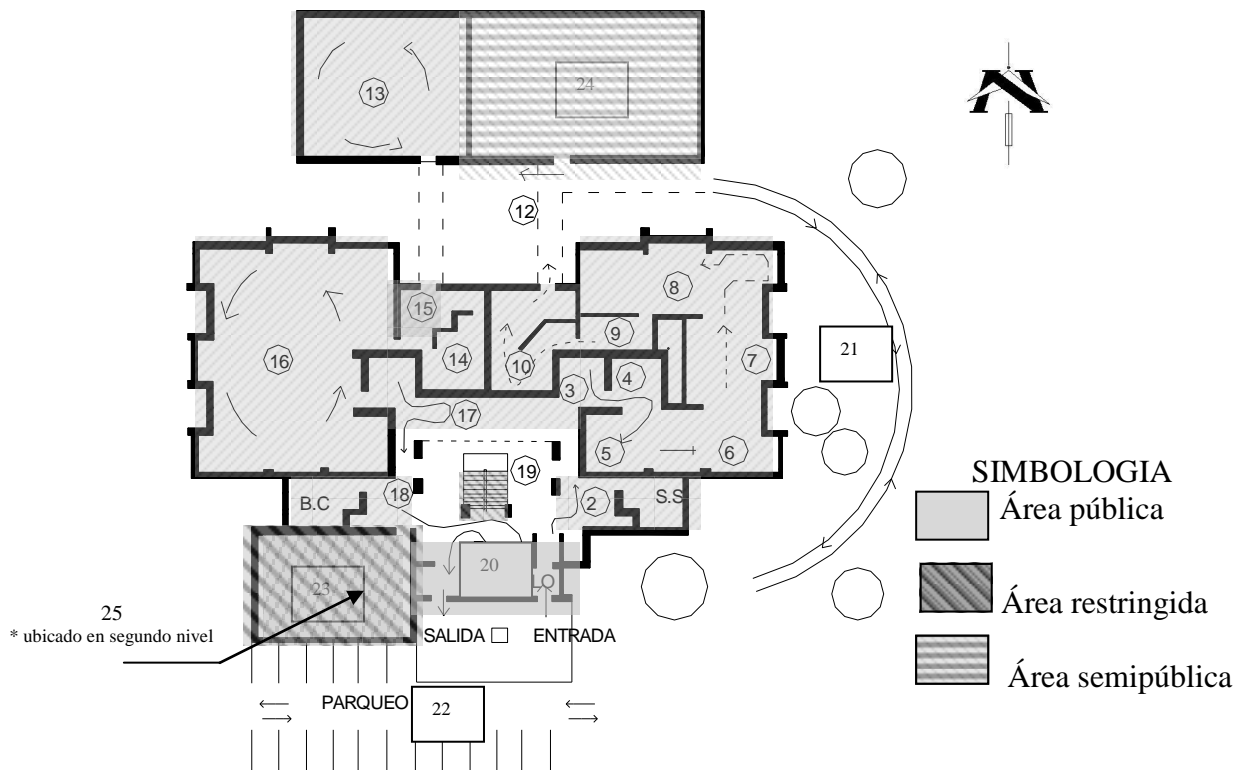 24
13
12
8
15
16
14
10
9
7
21
3
4
17
5
6
19
18
B.C
2
S.S
SIMBOLOGIA
Área pública
20
23
Área restringida
25
* ubicado en segundo nivel
SALIDA
ENTRADA
Área semipública
PARQUEO
22